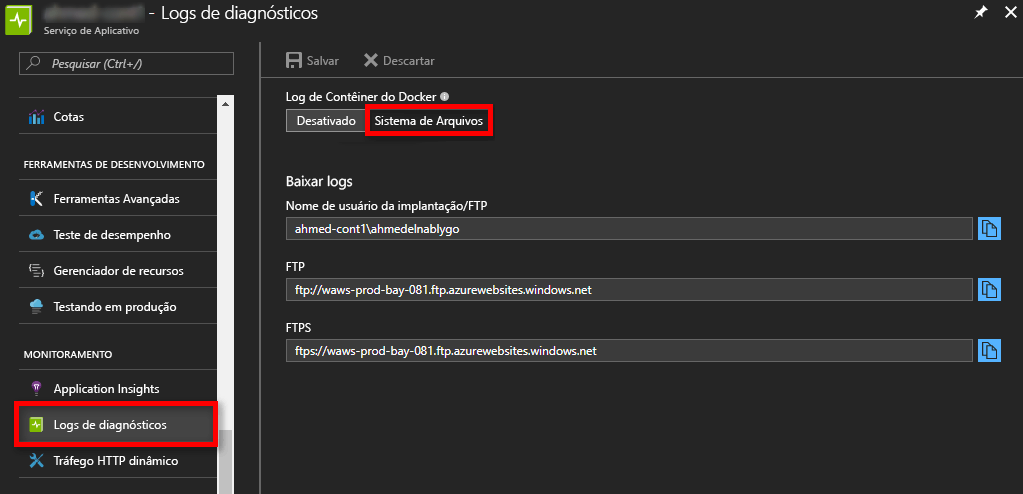 - Logs de diagnósticos
Serviço de Aplicativo
Pesquisar (Ctrl+/)
Cotas
FERRAMENTAS DE DESENVOLVIMENTO
Ferramentas Avançadas
Teste de desempenho
Gerenciador de recursos
Testando em produção
MONITORAMENTO
Application Insights
Logs de diagnósticos
Tráfego HTTP dinâmico
Salvar Descartar
Log de Contêiner do Docker
Desativado Sistema de Arquivos
Baixar logs
Nome de usuário da implantação/FTP
ahmed-cont1\ahmedelnablygo
FTP
ftp://waws-prod-bay-081.ftp.azurewebsites.windows.net
FTPS
ftps://waws-prod-bay-081.ftp.azurewebsites.windows.net